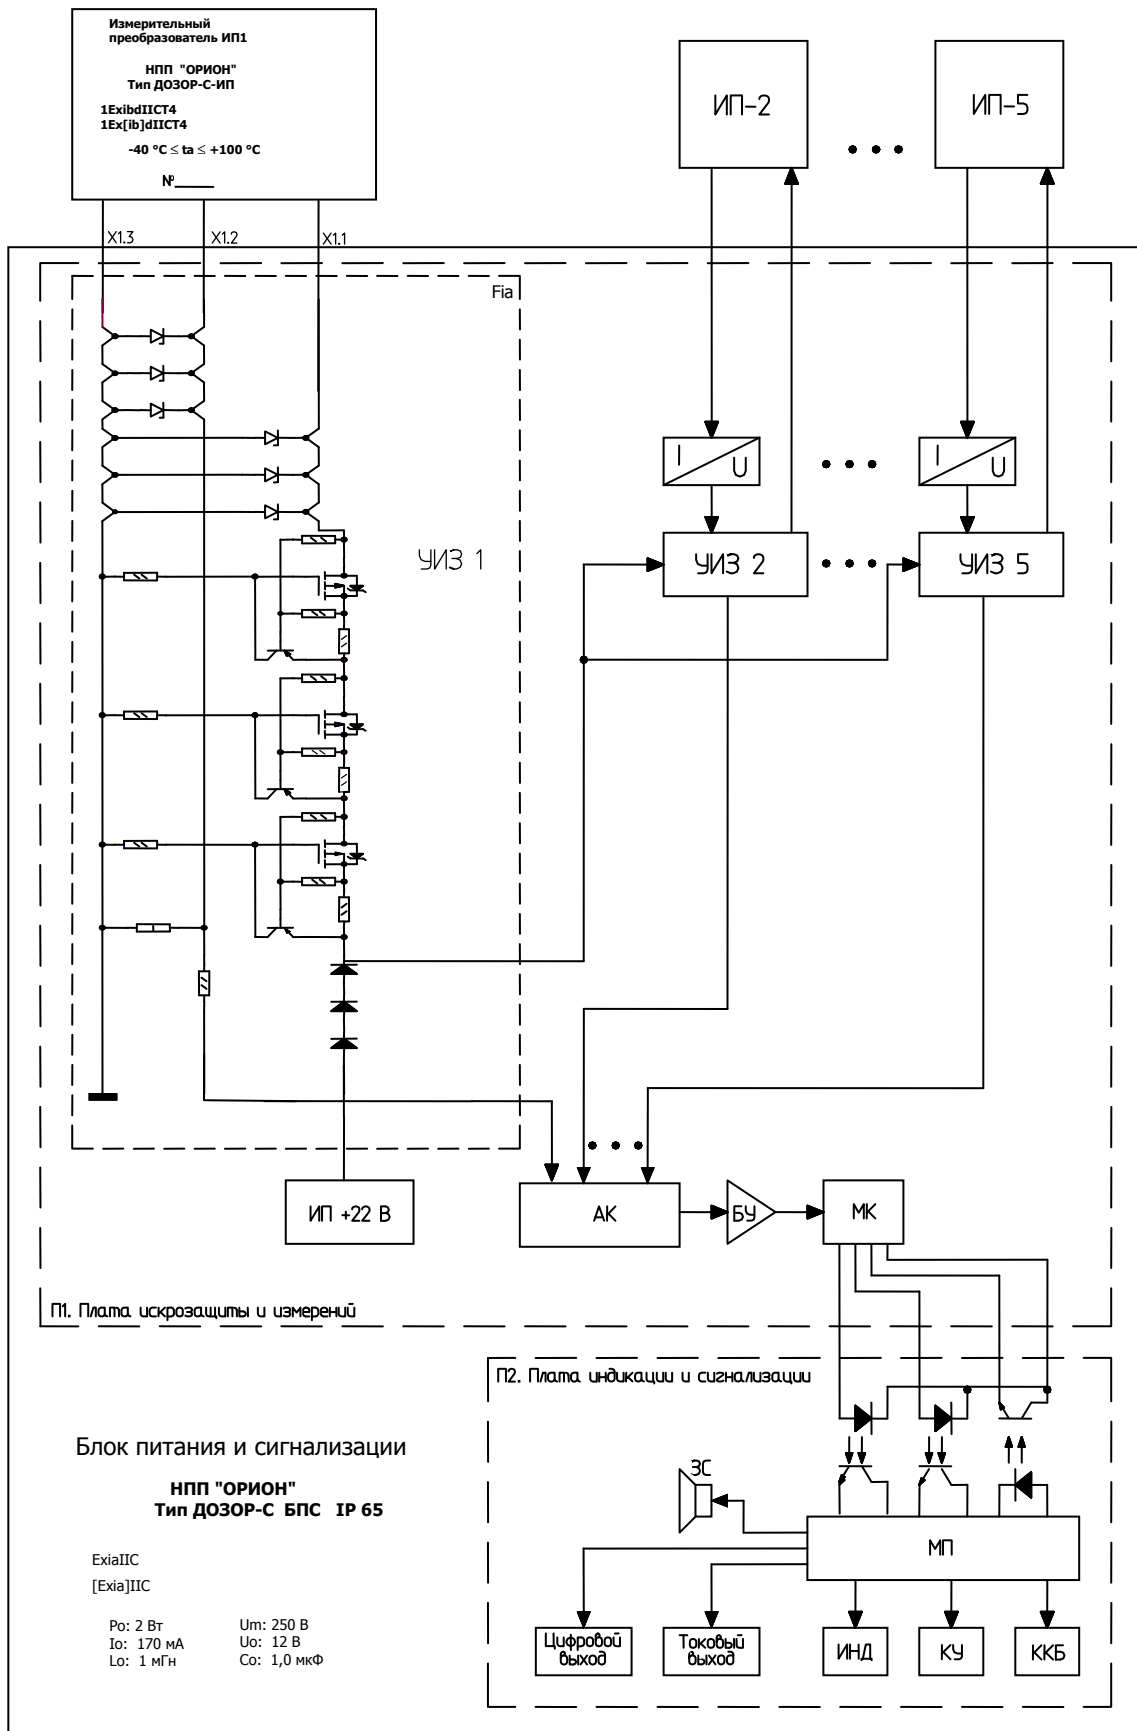 Измерительный
преобразователь ИП1
НПП "ОРИОН"
Тип ДОЗОР-С-ИП
1ExibdIICT4
1Ex[ib]dIICT4
-40 °C ≤ ta ≤ +100 °C
№_____
ИП-2
ИП-5
X1.3
X1.2
X1.1
Fia
I
U
I
U
УИЗ 1
УИЗ 2
УИЗ 5
ИП +22 В
АК
БУ
МК
П1. Плата искрозащиты и измерений
П2. Плата индикации и сигнализации
Блок питания и сигнализации
НПП "ОРИОН"
Тип ДОЗОР-С БПС IP 65
ExiaIIC
[Exia]IIC
Po: 2 Вт Um: 250 В
Io: 170 мА Uo: 12 В
Lo: 1 мГн Co: 1,0 мкФ
ЗС
МП
Цифровой
выход
Токовый
выход
ИНД
КУ
ККБ